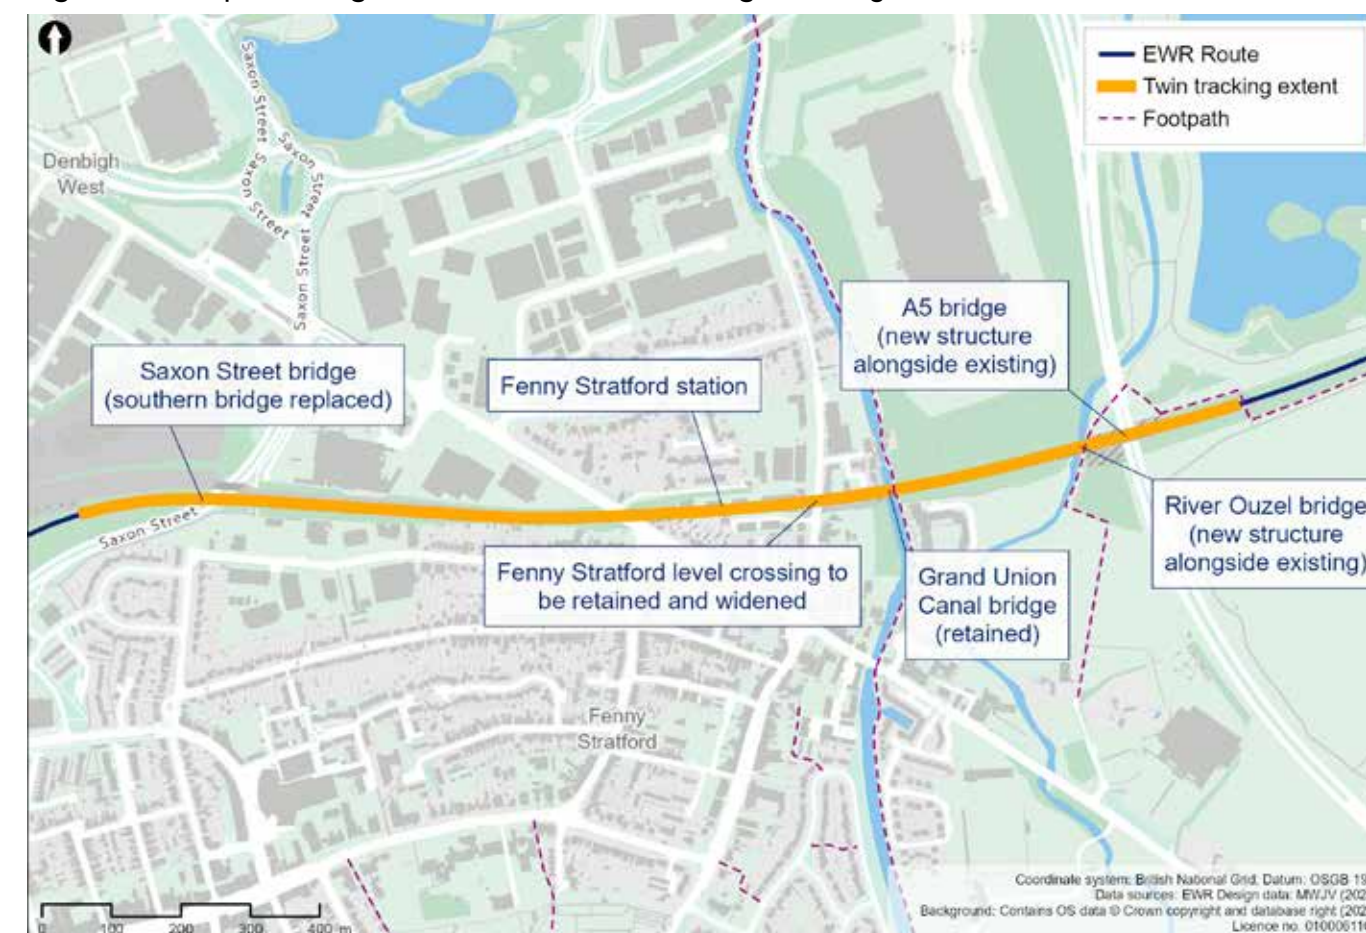 EWR Route
Twin tracking extent
Footpath
Saxon Street
Saxon Street
Saxon Street
Saxon Street
Saxon Street
Denbigh
West
A5 bridge
(new structure
alongside existing)
Saxon Street bridge
(southern bridge replaced)
Fenny Stratford station
River Ouzel bridge
(new structure
alongside existing)
Saxon Street
Fenny Stratford level crossing to
be retained and widened
Grand Union
Canal bridge
(retained)
Fenny
Stratford
Coordinate system: British National Grid; Datum: OSGB
Data sources: EWR Design data: MWJV
Background: Contains OS data © Crown copyright and database right
Licence no.
0 100 200 300 400 m